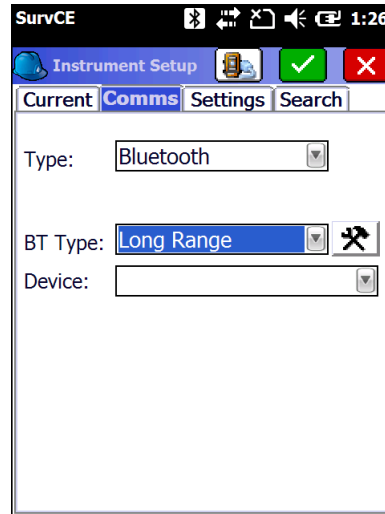 SurvCE 1:26
Instrument Setup
Current Comms Settings Search
Type: Bluetooth
BT Type: Long Range
Device: